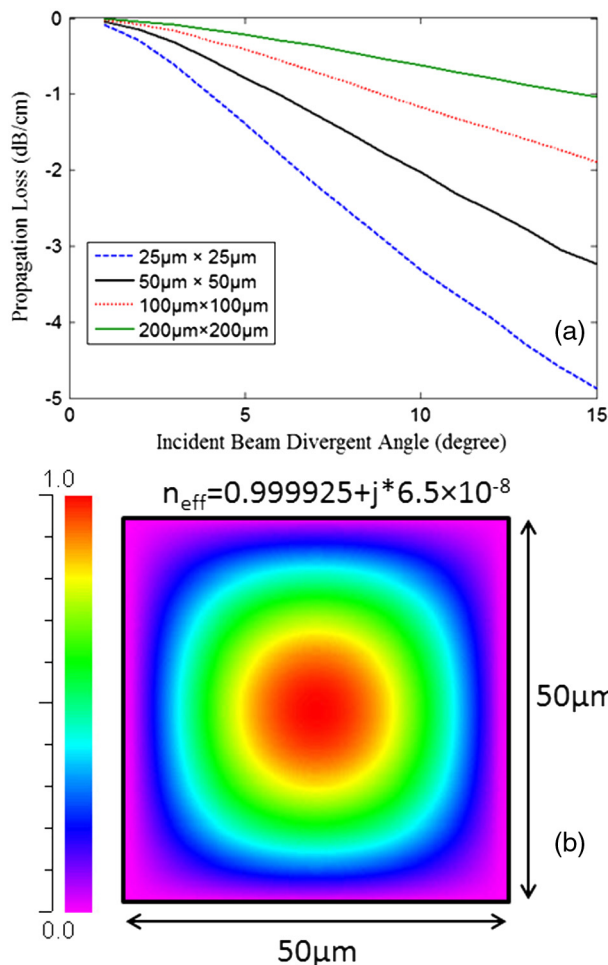 0
-1
-2
-3
-4
-5
Propagation Loss (dB/cm)
25μm × 25μm
50μm × 50μm
100μm×100μm
200μm×200μm
(a)
0 5 10 15
Incident Beam Divergent Angle (degree)
1.0
n_eff=0.999925+j*6.5×10⁻⁸
50μm
(b)
0.0
50μm